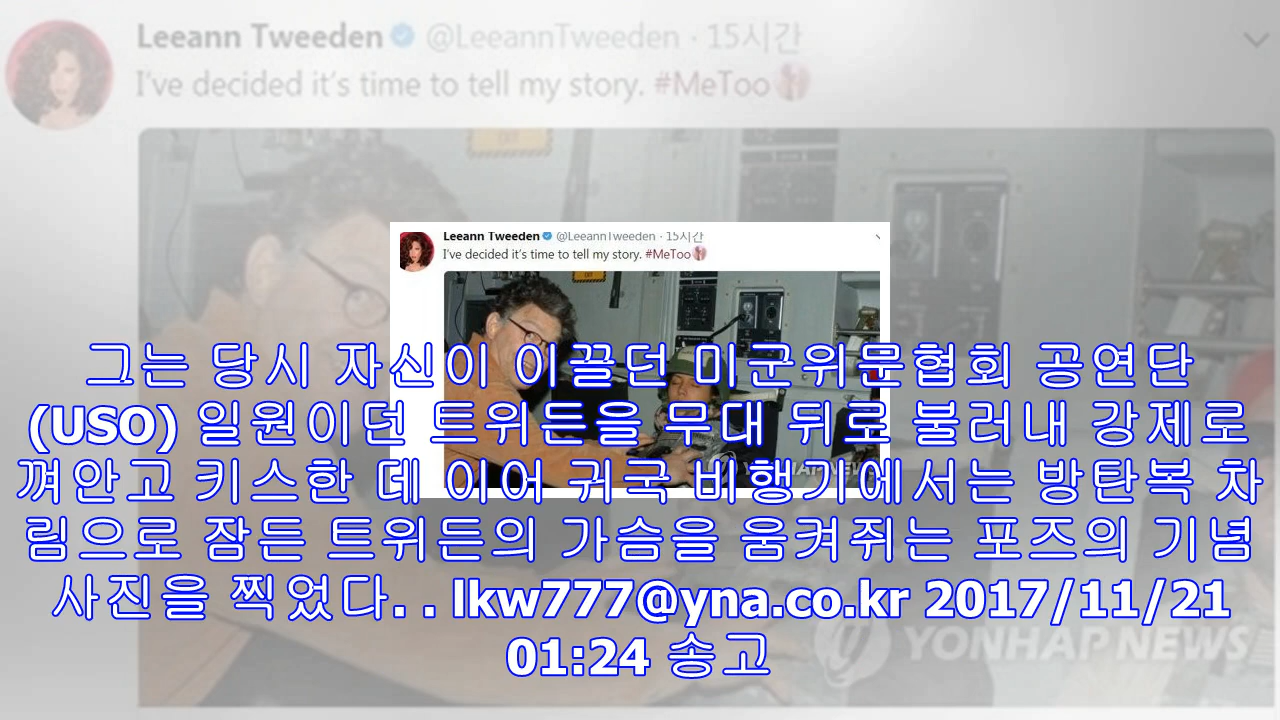 Leeann Tweeden @LeeannTweeden · 15시간
I've decided it's time to tell my story. #MeToo
Leeann Tweeden @LeeannTweeden · 15시간
I've decided it's time to tell my story. #MeToo
그는 당시 자신이 이끌던 미군위문협회 공연단
(USO) 일원이던 트위든을 무대 뒤로 불러내 강제로
껴안고 키스한 데 이어 귀국 비행기에서는 방탄복 차
림으로 잠든 트위든의 가슴을 움켜쥐는 포즈의 기념
사진을 찍었다. . lkw777@yna.co.kr 2017/11/21
01:24 송고
YONHAP NEWS